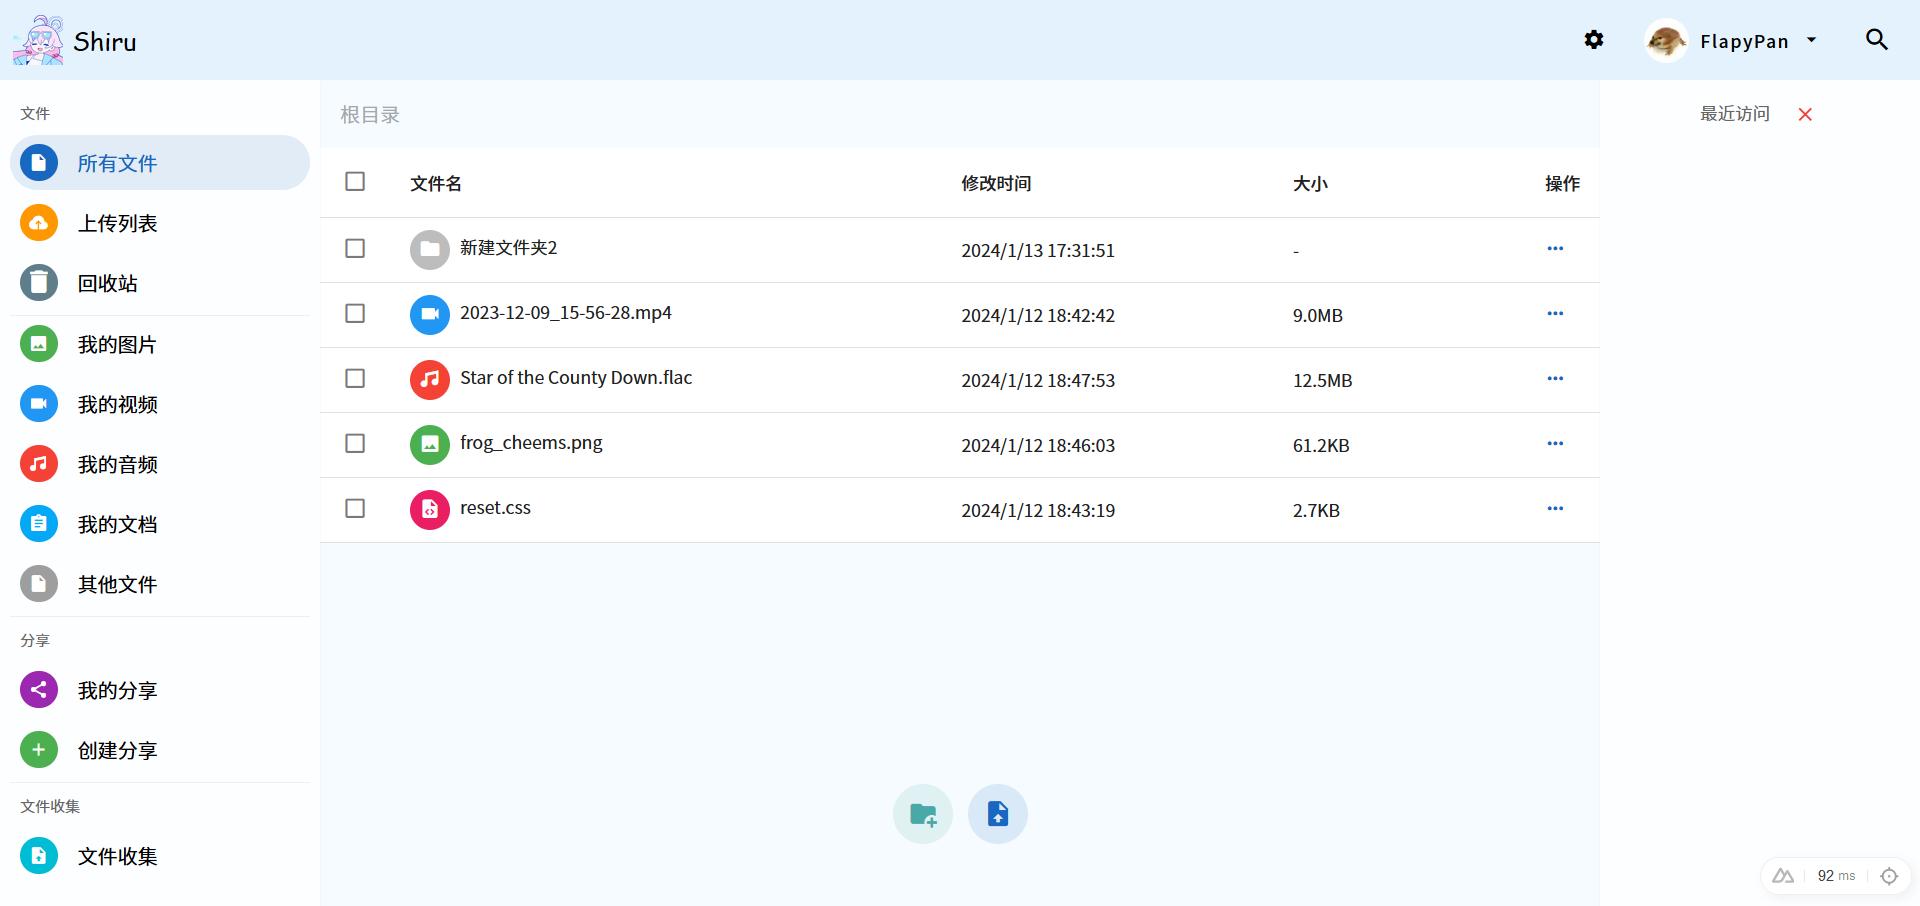 Shiru
FlapyPan
文件
所有文件
上传列表
回收站
我的图片
我的视频
我的音频
我的文档
其他文件
分享
我的分享
创建分享
文件收集
文件收集
根目录
文件名 修改时间 大小 操作
新建文件夹2 2024/1/13 17:31:51 -
2023-12-09_15-56-28.mp4 2024/1/12 18:42:42 9.0MB
Star of the County Down.flac 2024/1/12 18:47:53 12.5MB
frog_cheems.png 2024/1/12 18:46:03 61.2KB
reset.css 2024/1/12 18:43:19 2.7KB
最近访问
92 ms